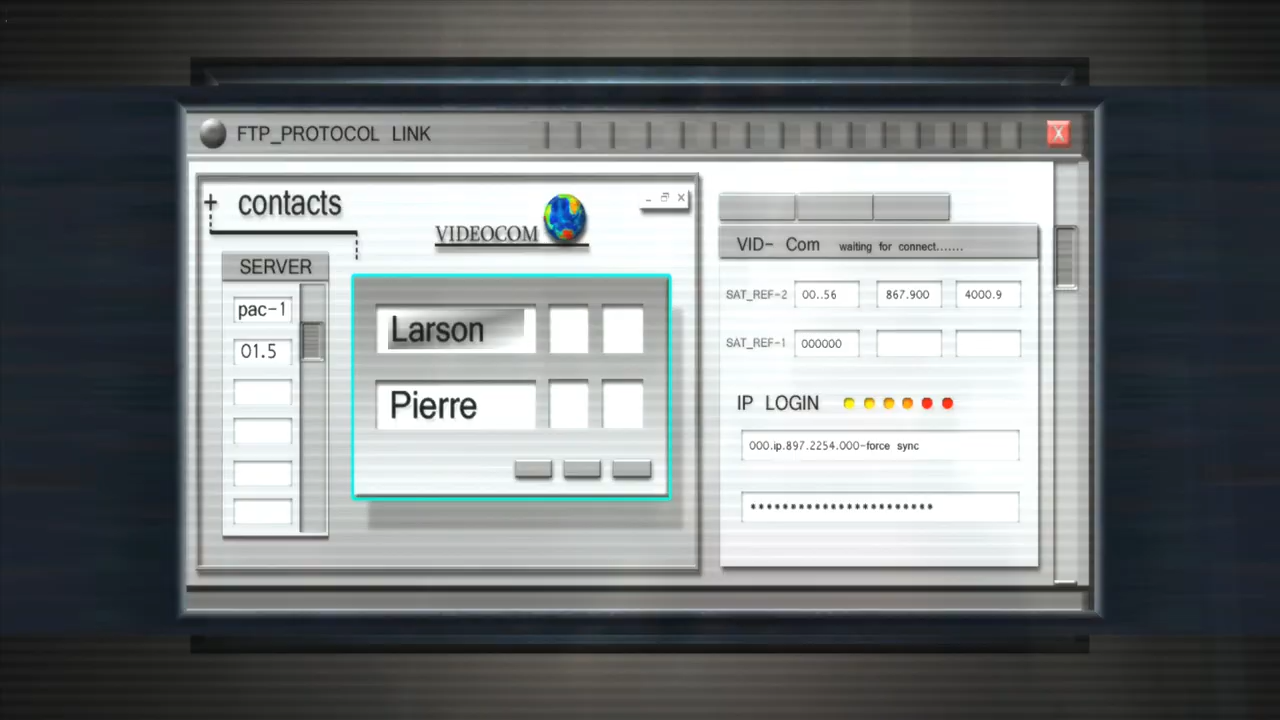 FTP_PROTOCOL LINK
+ contacts
VIDEOCOM
SERVER
pac-1
01.5
Larson
Pierre
VID- Com waiting for connect.......
SAT_REF-2 00..56 867.900 4000.9
SAT_REF-1 000000
IP LOGIN
000.ip.897.2254.000-force sync
***********************